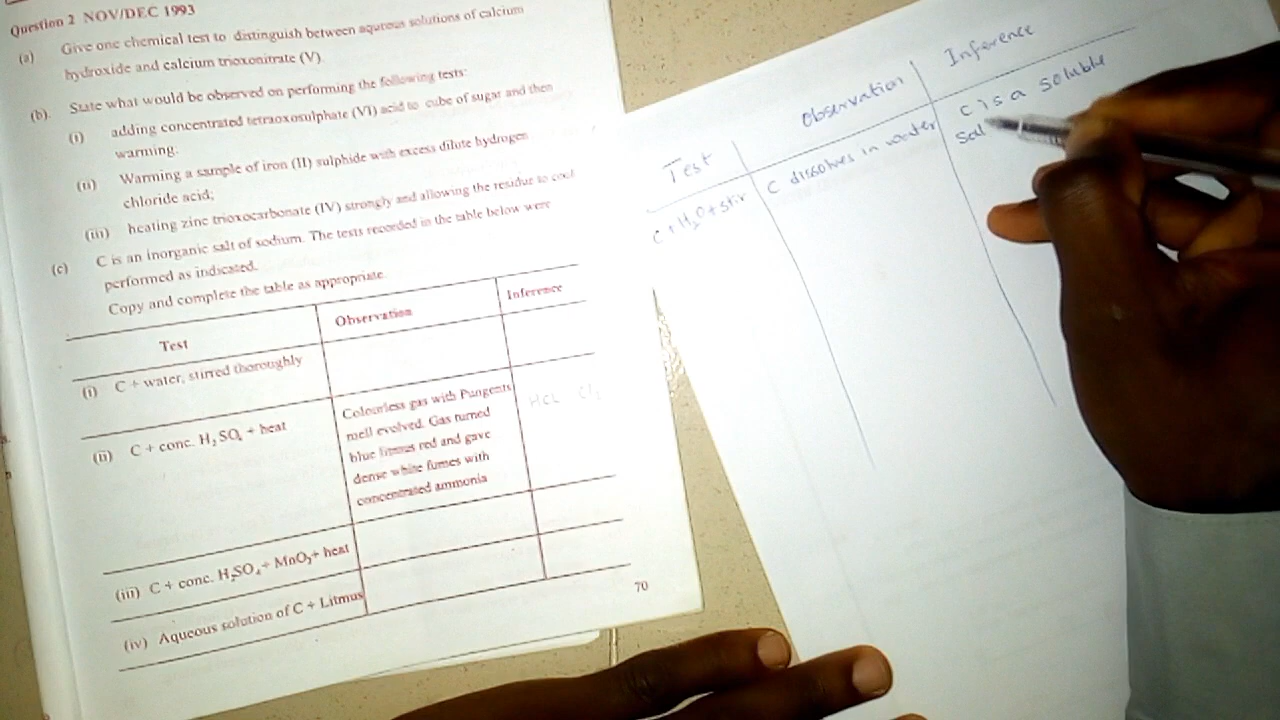 Question 2 NOV/DEC 1993
(a) Give one chemical test to distinguish between aqueous solutions of calcium
hydroxide and calcium trioxonitrate (V).
(b). State what would be observed on performing the following tests:
(i) adding concentrated tetraoxosulphate (VI) acid to cube of sugar and then
warming:
(ii) Warming a sample of iron (II) sulphide with excess dilute hydrogen
chloride acid;
(iii) heating zinc trioxocarbonate (IV) strongly and allowing the residue to cool
(c) C is an inorganic salt of sodium. The tests recorded in the table below were
performed as indicated.
Copy and complete the table as appropriate.
Test Observation Inference
(i) C + water, stirred thoroughly
(ii) C + conc. H₂SO₄ + heat
Colourless gas with Pungents
mell evolved. Gas turned
blue litmus red and gave
dense white fumes with
concentrated ammonia
HCL Cl₂
(iii) C + conc. H₂SO₄ + MnO₂ + heat
(iv) Aqueous solution of C + Litmus
70
Test Observation Inference
C + H₂O + stir C dissolves in water C is a soluble
Sal